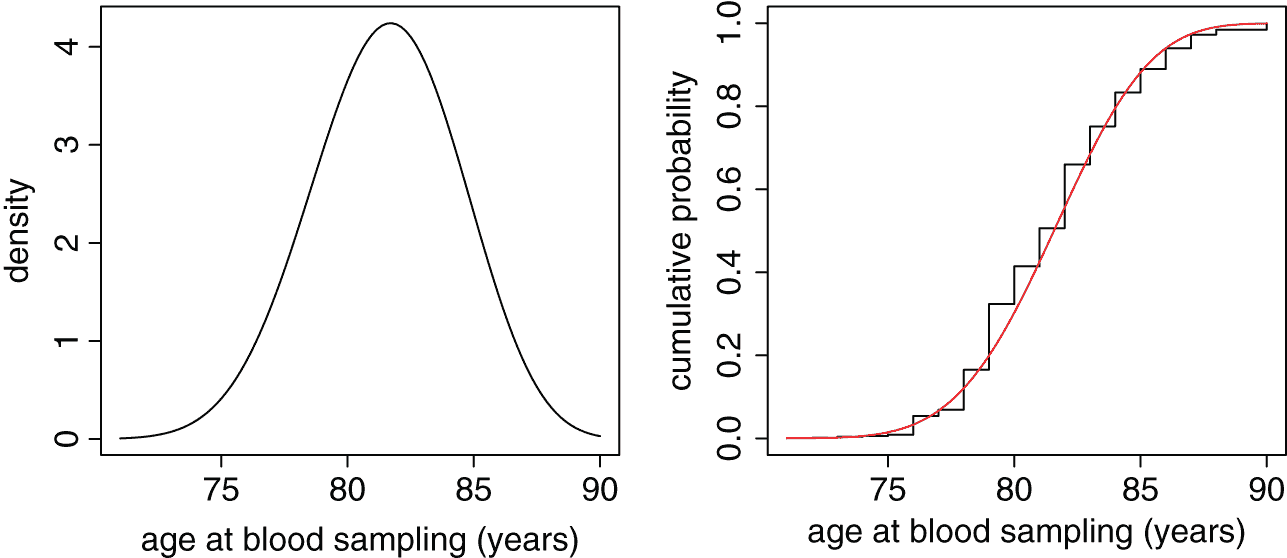 density
0
1
2
3
4
75 80 85 90
age at blood sampling (years)
cumulative probability
0.0
0.2
0.4
0.6
0.8
1.0
75 80 85 90
age at blood sampling (years)